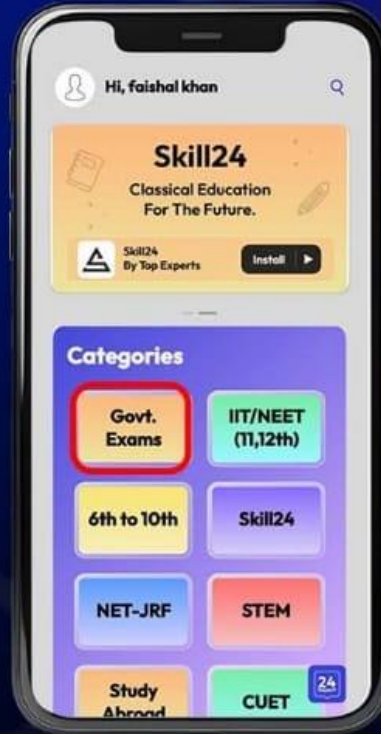 Hi, faishal khan
Skill24
Classical Education
For The Future.
Skill24
By Top Experts
Install
Categories
Govt.
Exams
IIT/NEET
(11,12th)
6th to 10th
Skill24
NET-JRF
STEM
Study
Abroad
CUET
24